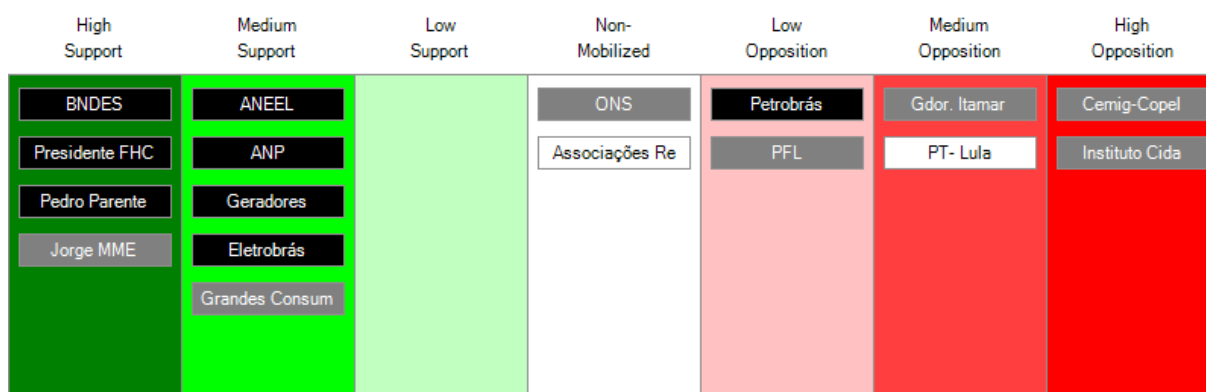 High Support
Medium Support
Low Support
Non-Mobilized
Low Opposition
Medium Opposition
High Opposition
BNDES
ANEEL
ONS
Petrobrás
Gdor. Itamar
Cemig-Copel
Presidente FHC
ANP
Associações Re
PFL
PT- Lula
Instituto Cida
Pedro Parente
Geradores
Jorge MME
Eletrobrás
Grandes Consum